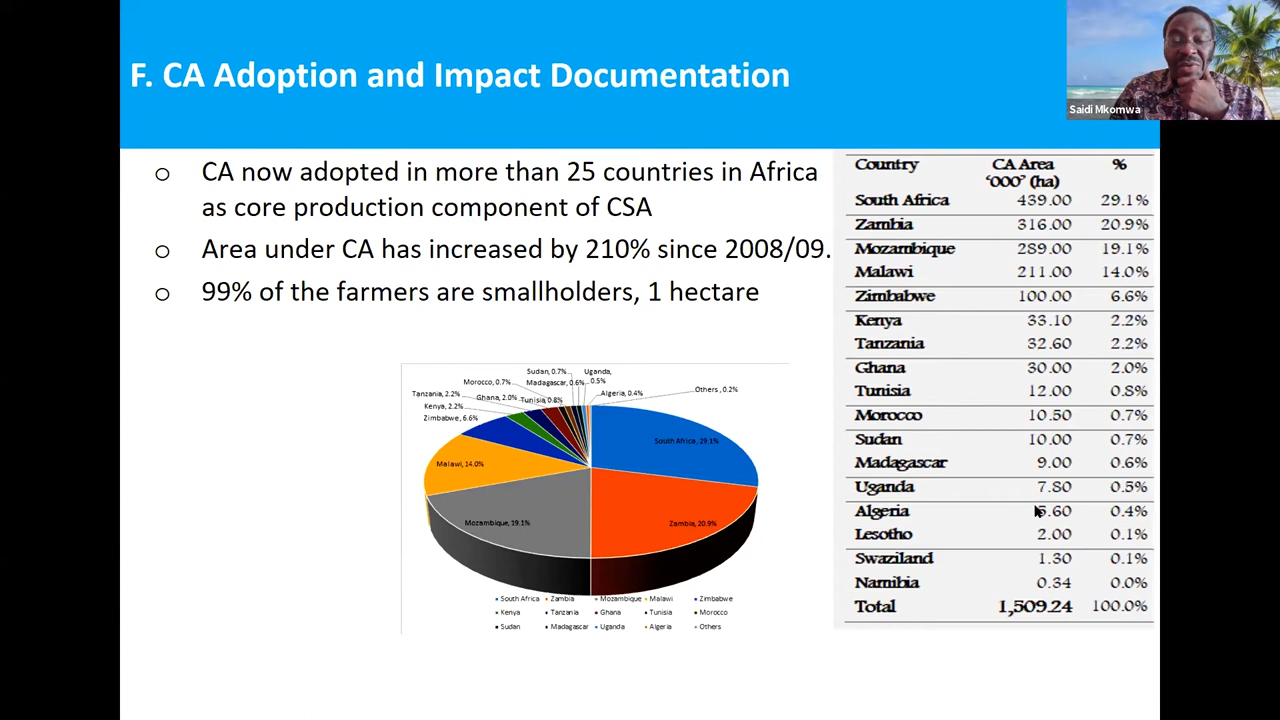 F. CA Adoption and Impact Documentation
Saidi Mkomwa
o CA now adopted in more than 25 countries in Africa
as core production component of CSA
o Area under CA has increased by 210% since 2008/09.
o 99% of the farmers are smallholders, 1 hectare
Country CA Area %
‘000’ (ha)
South Africa 439.00 29.1%
Zambia 316.00 20.9%
Mozambique 289.00 19.1%
Malawi 211.00 14.0%
Zimbabwe 100.00 6.6%
Kenya 33.10 2.2%
Tanzania 32.60 2.2%
Ghana 30.00 2.0%
Tunisia 12.00 0.8%
Morocco 10.50 0.7%
Sudan 10.00 0.7%
Madagascar 9.00 0.6%
Uganda 7.80 0.5%
Algeria .60 0.4%
Lesotho 2.00 0.1%
Swaziland 1.30 0.1%
Namibia 0.34 0.0%
Total 1,509.24 100.0%
Sudan, 0.7%
Uganda,
0.5%
Morocco, 0.7%
Madagascar, 0.6%
Algeria, 0.4%
Others , 0.2%
Tanzania, 2.2%
Ghana, 2.0%
Tunisia, 0.8%
Kenya, 2.2%
Zimbabwe, 6.6%
South Africa, 29.1%
Malawi, 14.0%
Mozambique, 19.1%
Zambia, 20.9%
South Africa Zambia Mozambique Malawi Zimbabwe
Kenya Tanzania Ghana Tunisia Morocco
Sudan Madagascar Uganda Algeria Others